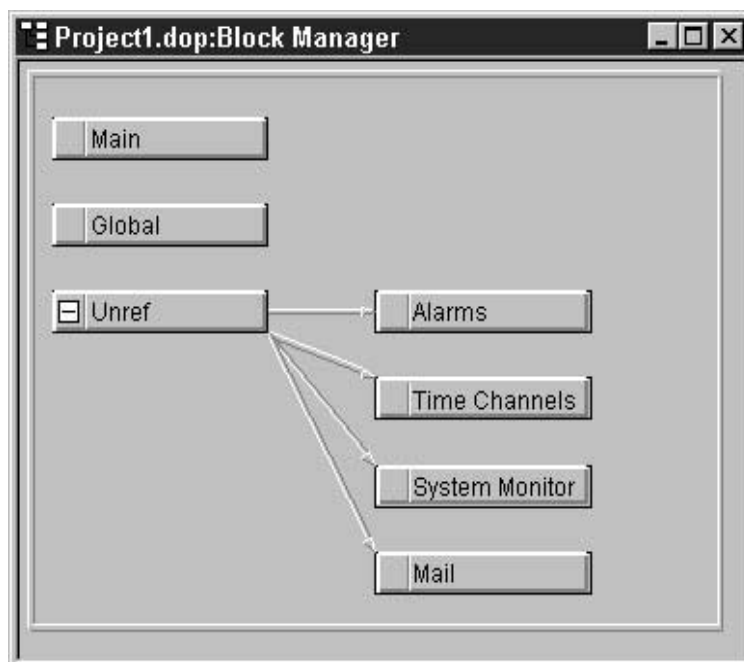 Project1.dop:Block Manager
Main
Global
Unref
Alarms
Time Channels
System Monitor
Mail